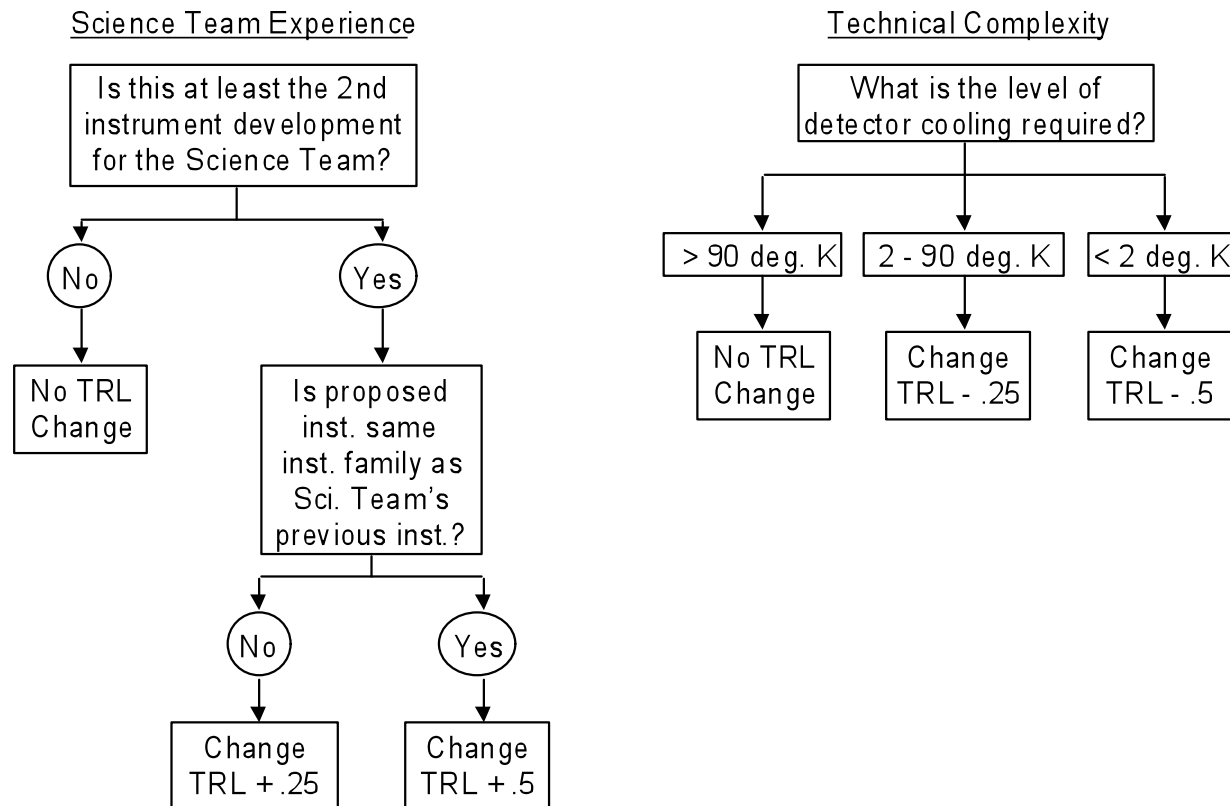 Science Team Experience
Is this at least the 2nd
instrument development
for the Science Team?
No
Yes
No TRL
Change
Is proposed
inst. same
inst. family as
Sci. Team's
previous inst.?
No
Yes
Change
TRL + .25
Change
TRL + .5
Technical Complexity
What is the level of
detector cooling required?
> 90 deg. K
2 - 90 deg. K
< 2 deg. K
No TRL
Change
Change
TRL - .25
Change
TRL - .5